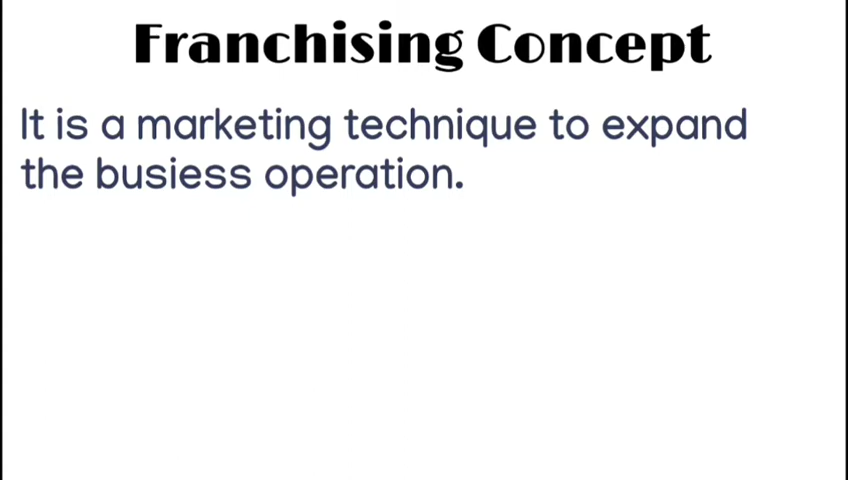 Franchising Concept
It is a marketing technique to expand
the busiess operation.